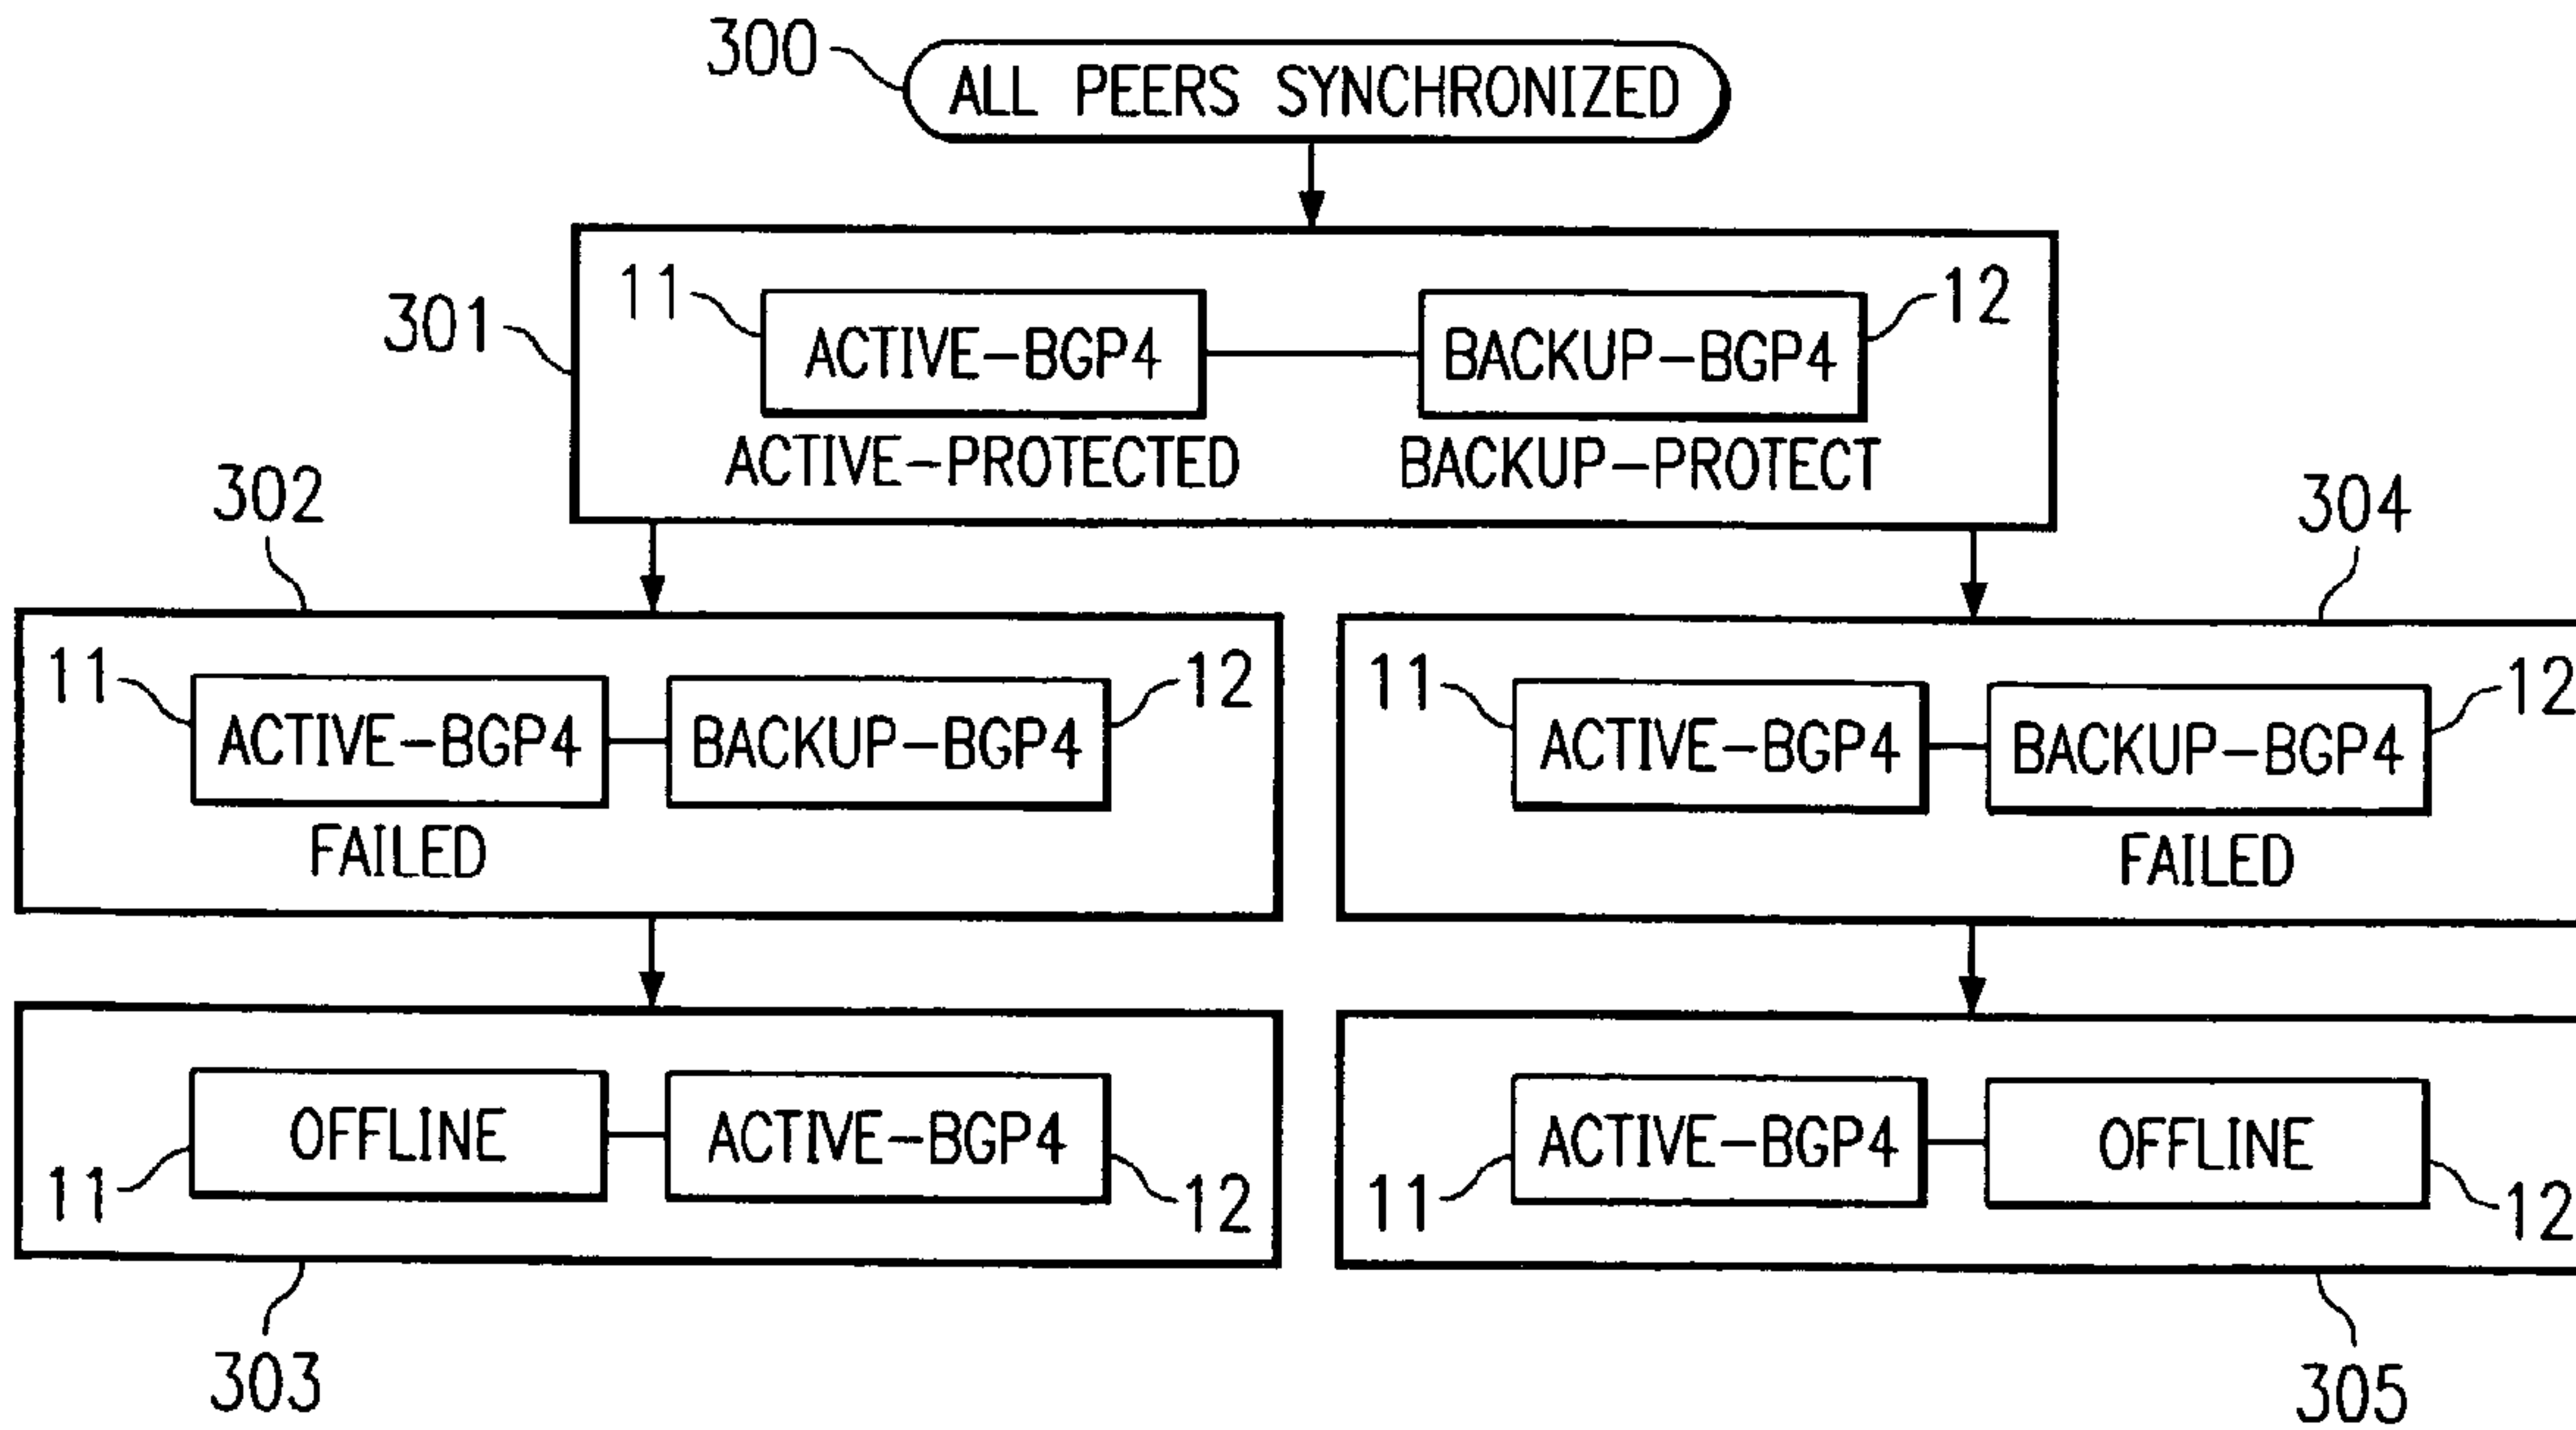 300
ALL PEERS SYNCHRONIZED
301
11
ACTIVE-BGP4
BACKUP-BGP4
12
ACTIVE-PROTECTED
BACKUP-PROTECT
302
304
11
ACTIVE-BGP4
BACKUP-BGP4
12
FAILED
11
ACTIVE-BGP4
BACKUP-BGP4
12
FAILED
11
OFFLINE
ACTIVE-BGP4
12
11
ACTIVE-BGP4
OFFLINE
12
303
305